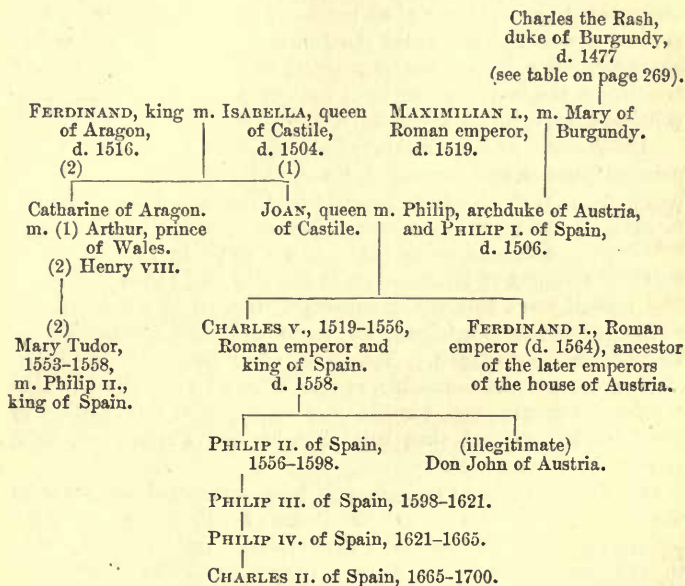 Charles the Rash,
duke of Burgundy,
d. 1477
(see table on page 269).
FERDINAND, king m. ISABELLA, queen
of Aragon,
of Castile,
d. 1516.
d. 1504.
(2)
(1)
MAXIMILIAN I., m. Mary of
Roman emperor, Burgundy.
d. 1519.
Catharine of Aragon.
m. (1) Arthur, prince
of Wales.
(2) Henry VIII.
JOAN, queen m. Philip, archduke of Austria,
of Castile. and PHILIP I. of Spain,
d. 1506.
(2)
Mary Tudor,
1553–1558,
m. Philip II.,
king of Spain.
CHARLES V., 1519–1556,
Roman emperor and
king of Spain.
d. 1558.
FERDINAND I., Roman
emperor (d. 1564), ancestor
of the later emperors
of the house of Austria.
PHILIP II. of Spain,
1556–1598.
(illegitimate)
Don John of Austria.
PHILIP III. of Spain, 1598–1621.
PHILIP IV. of Spain, 1621–1665.
CHARLES II. of Spain, 1665–1700.